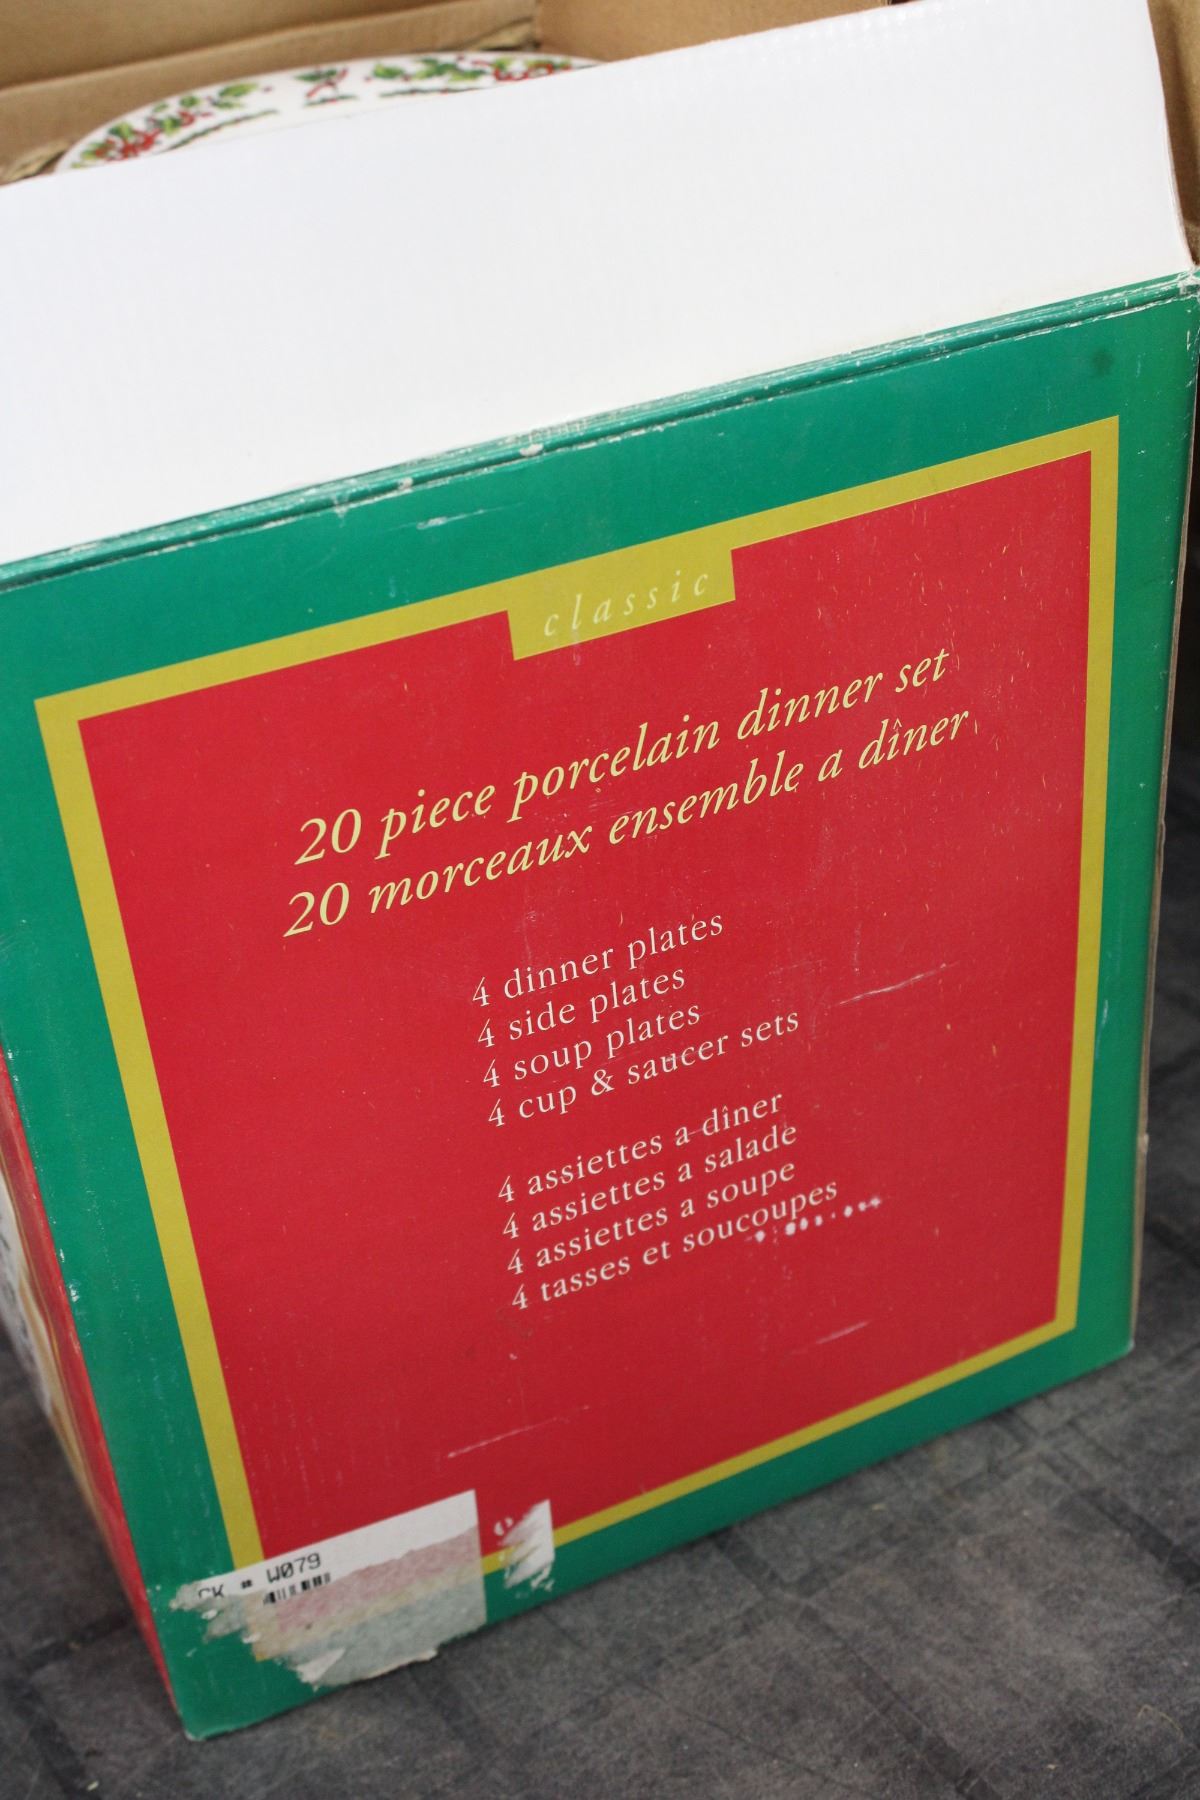 classic
20 piece porcelain dinner set
20 morceaux ensemble a dîner
4 dinner plates
4 side plates
4 soup plates
4 cup & saucer sets
4 assiettes a dîner
4 assiettes a salade
4 assiettes a soupe
4 tasses et soucoupes
W079